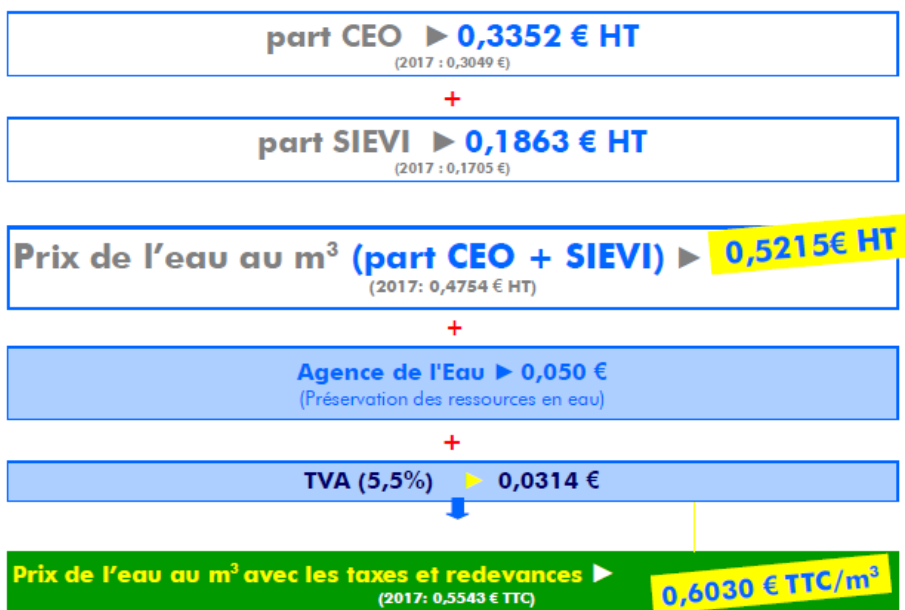 part CEO ► 0,3352 € HT
(2017 : 0,3049 €)
+
part SIEVI ► 0,1863 € HT
(2017 : 0,1705 €)
Prix de l'eau au m³ (part CEO + SIEVI) ► 0,5215€ HT
(2017: 0,4754 € HT)
+
Agence de l'Eau ► 0,050 €
(Préservation des ressources en eau)
+
TVA (5,5%) ► 0,0314 €
Prix de l'eau au m³ avec les taxes et redevances ► 0,6030 € TTC/m³
(2017: 0,5543 € TTC)